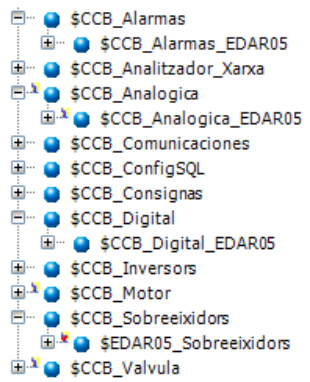 $CCB_Alarmas
$CCB_Alarmas_EDAR05
$CCB_Analitzador_Xarxa
$CCB_Analogica
$CCB_Analogica_EDAR05
$CCB_Comunicaciones
$CCB_ConfigSQL
$CCB_Consignas
$CCB_Digital
$CCB_Digital_EDAR05
$CCB_Inversors
$CCB_Motor
$CCB_Sobreeixidors
$EDAR05_Sobreeixidors
$CCB_Valvula